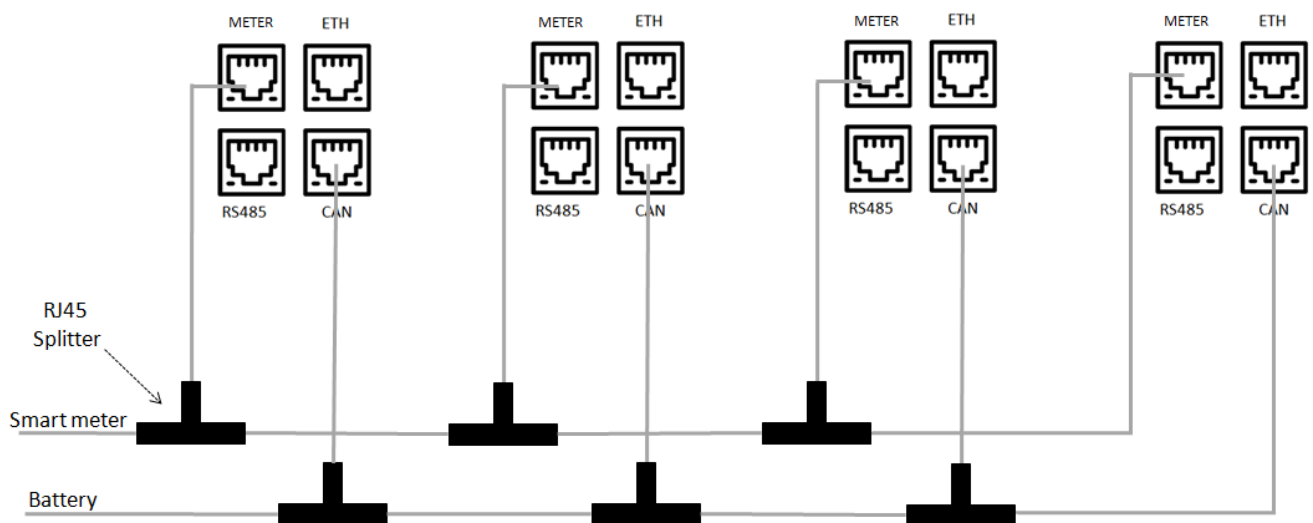 METER ETH METER ETH METER ETH METER ETH
RS485 CAN RS485 CAN RS485 CAN RS485 CAN
RJ45
Splitter
Smart meter
Battery